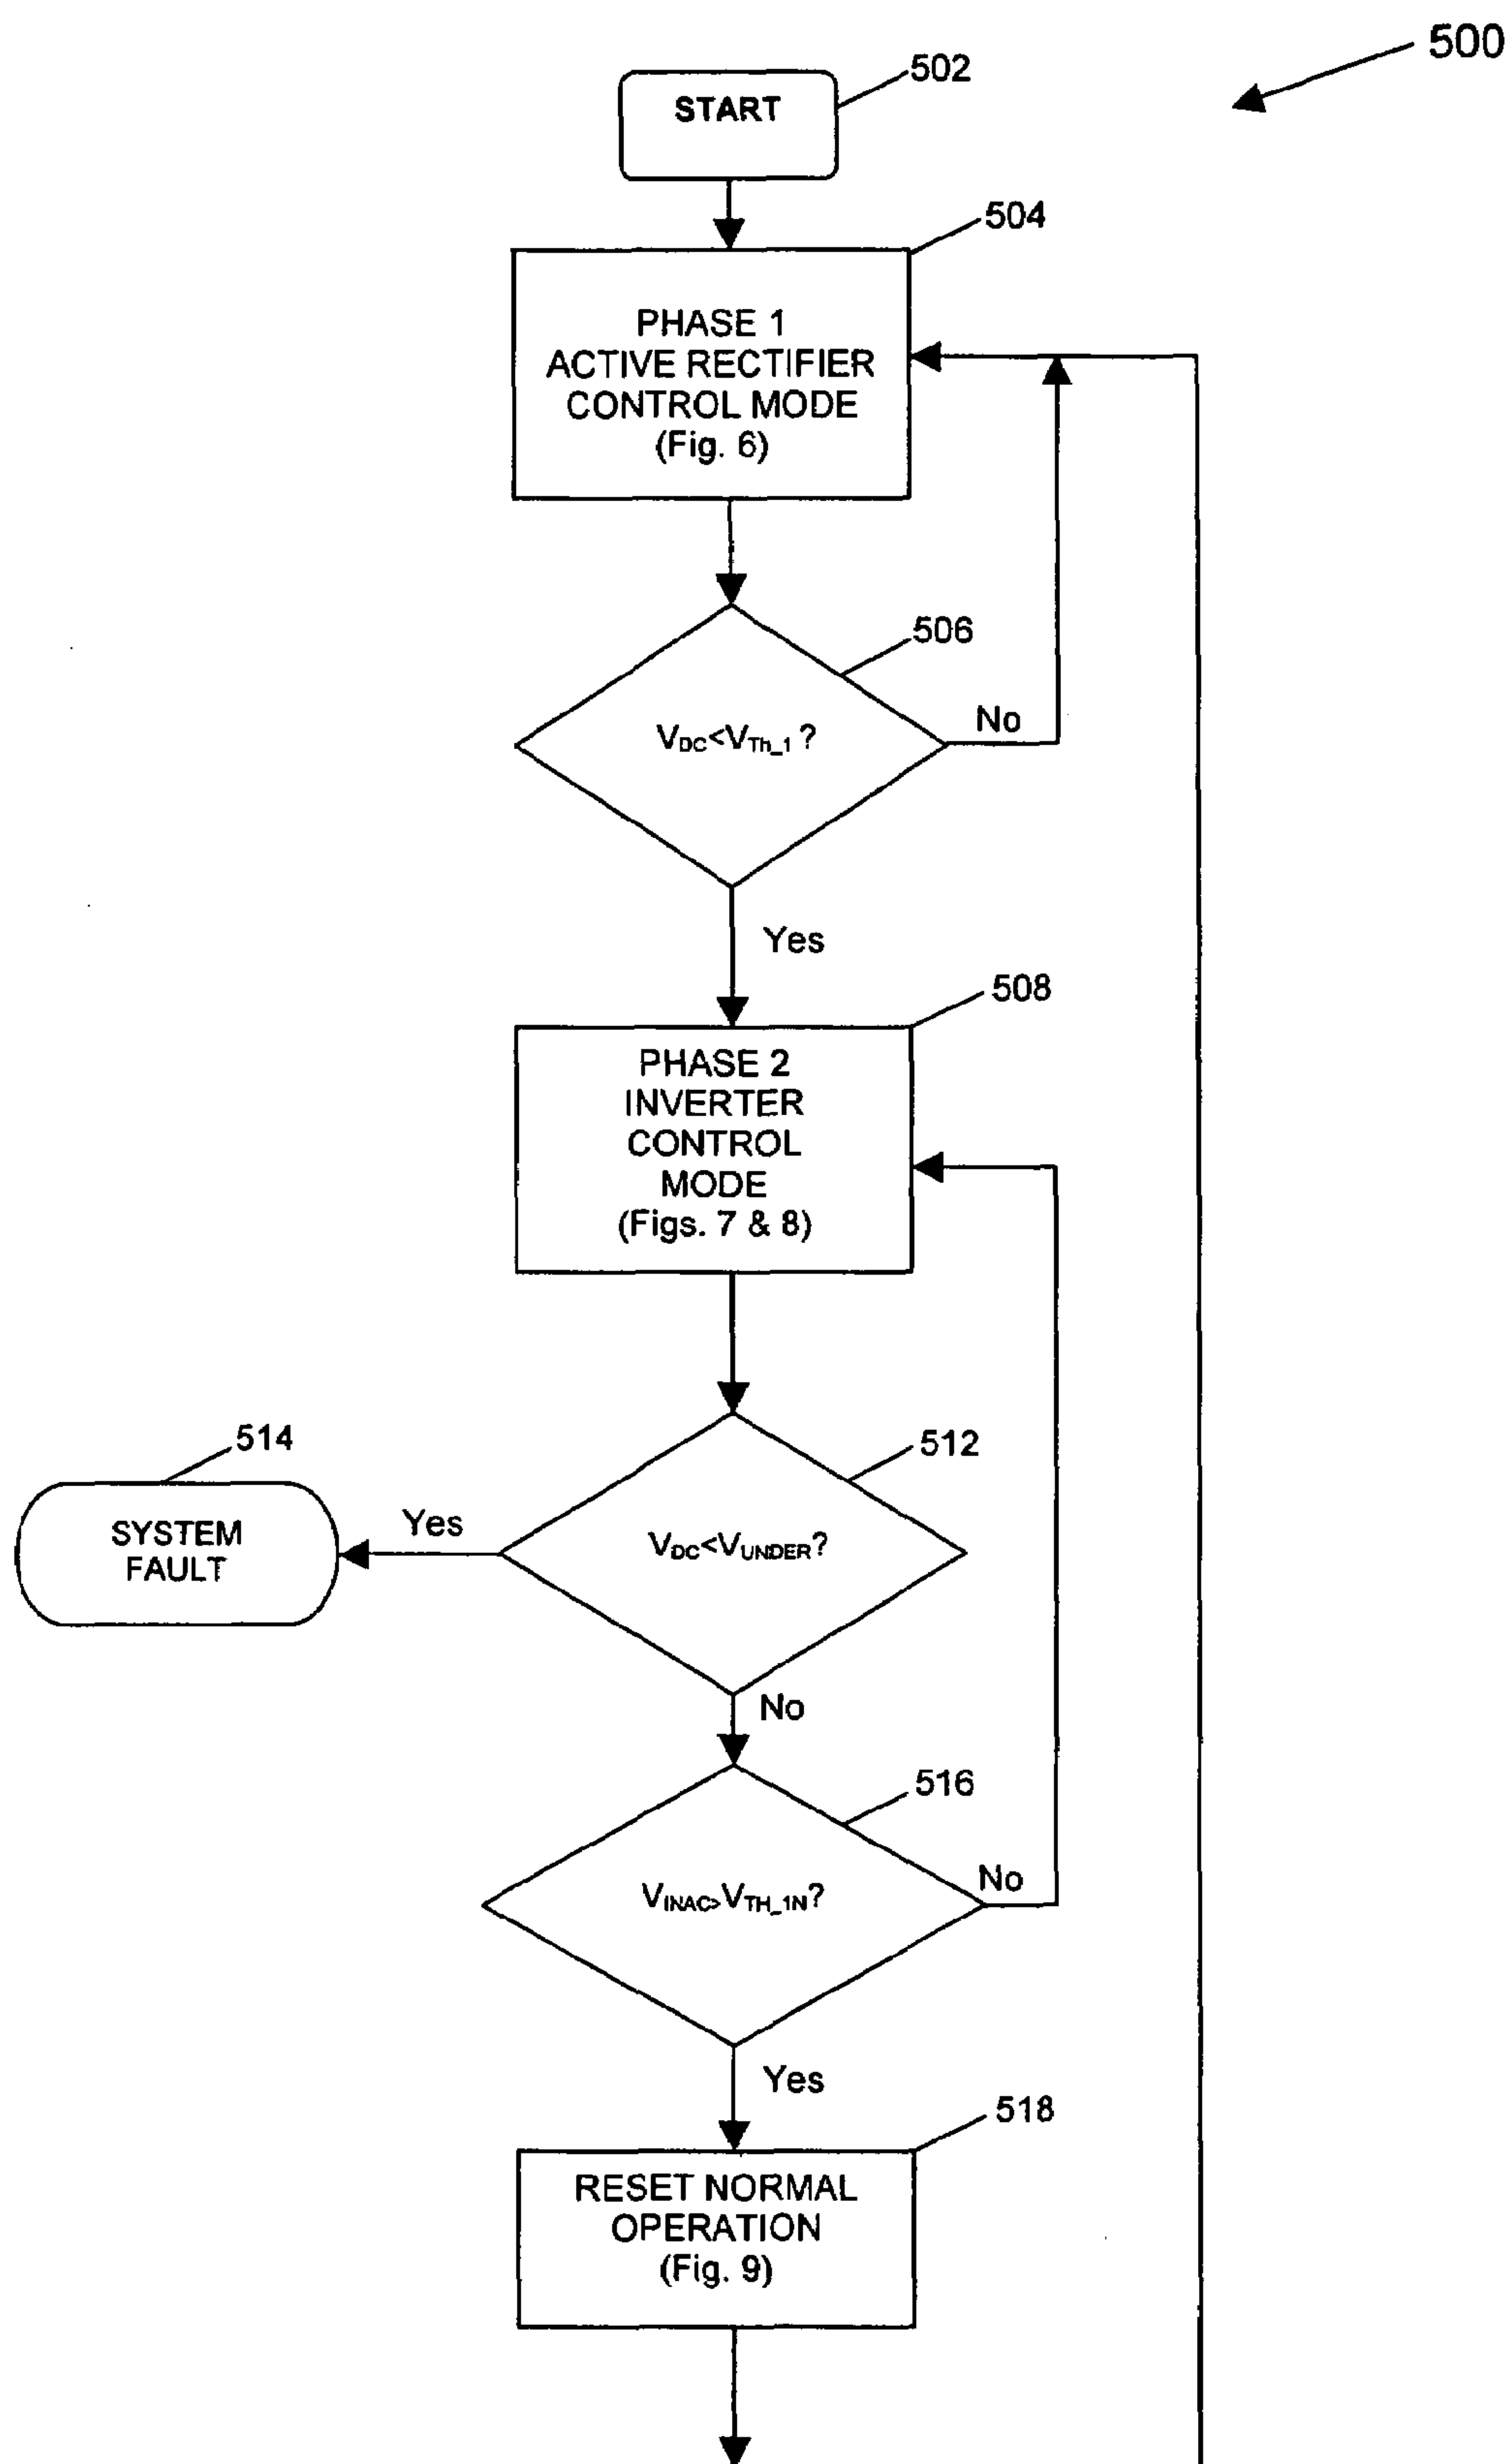 500
502
START
504
PHASE 1
ACTIVE RECTIFIER
CONTROL MODE
(Fig. 6)
506
VDC<VTh_1 ?
No
Yes
508
PHASE 2
INVERTER
CONTROL
MODE
(Figs. 7 & 8)
514
SYSTEM
FAULT
Yes
512
VDC<VUNDER?
No
516
VINAC>VTH_1N?
No
Yes
518
RESET NORMAL
OPERATION
(Fig. 9)